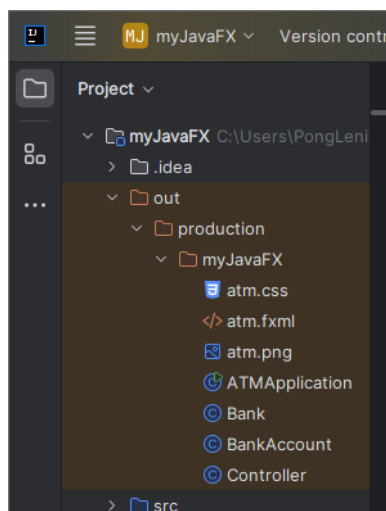 MJ myJavaFX Version contr
Project
myJavaFX C:\Users\PongLeni
.idea
out
production
myJavaFX
atm.css
</> atm.fxml
atm.png
ATMApplication
Bank
BankAccount
Controller
src